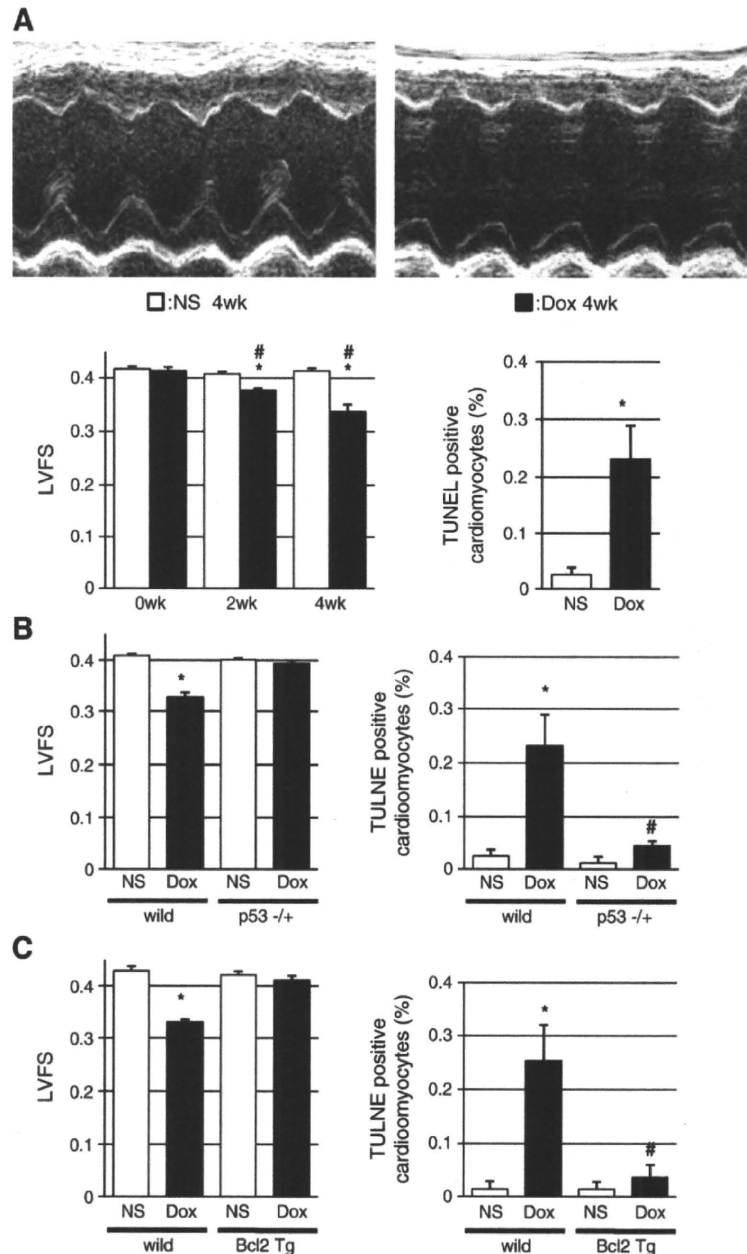 A
□:NS 4wk
■:Dox 4wk
LVFS
0.4
0.3
0.2
0.1
0
# *
# *
0wk 2wk 4wk
TUNEL positive
cardiomyocytes (%)
0.4
0.3
0.2
0.1
0
*
NS Dox
B
LVFS
0.4
0.3
0.2
0.1
0
*
NS Dox NS Dox
wild p53 -/+
TULNE positive
cardioomyocytes (%)
0.4
0.3
0.2
0.1
0
*
#
NS Dox NS Dox
wild p53 -/+
C
LVFS
0.4
0.3
0.2
0.1
0
*
NS Dox NS Dox
wild Bcl2 Tg
TULNE positive
cardioomyocytes (%)
0.4
0.3
0.2
0.1
0
*
#
NS Dox NS Dox
wild Bcl2 Tg